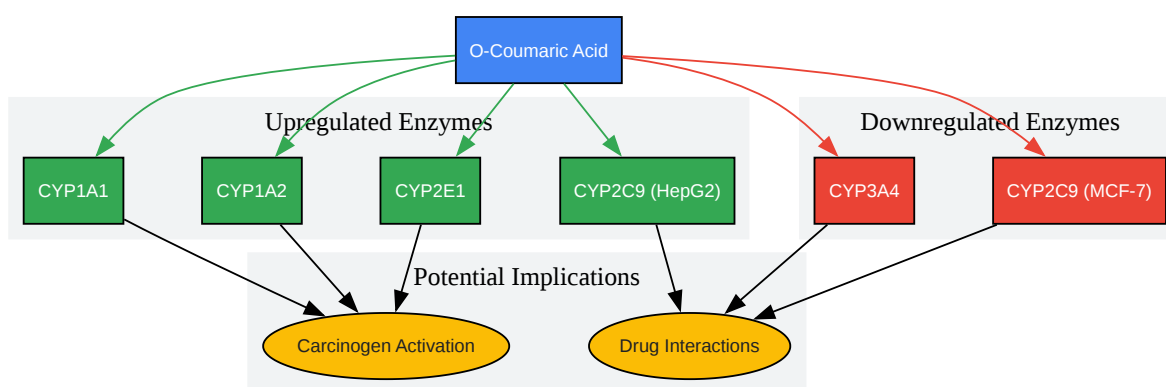 O-Coumaric Acid
Upregulated Enzymes
Downregulated Enzymes
CYP1A1
CYP1A2
CYP2E1
CYP2C9 (HepG2)
CYP3A4
CYP2C9 (MCF-7)
Potential Implications
Carcinogen Activation
Drug Interactions